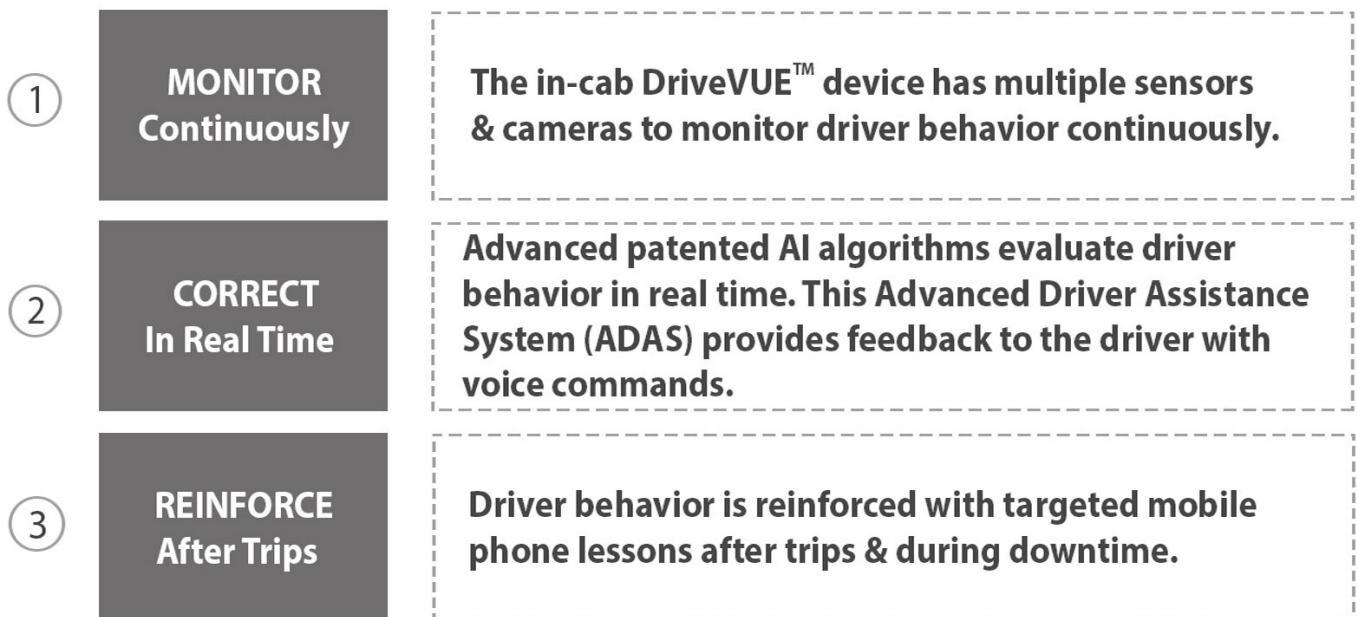 1
MONITOR
Continuously
The in-cab DriveVUE™ device has multiple sensors
& cameras to monitor driver behavior continuously.
2
CORRECT
In Real Time
Advanced patented AI algorithms evaluate driver
behavior in real time. This Advanced Driver Assistance
System (ADAS) provides feedback to the driver with
voice commands.
3
REINFORCE
After Trips
Driver behavior is reinforced with targeted mobile
phone lessons after trips & during downtime.